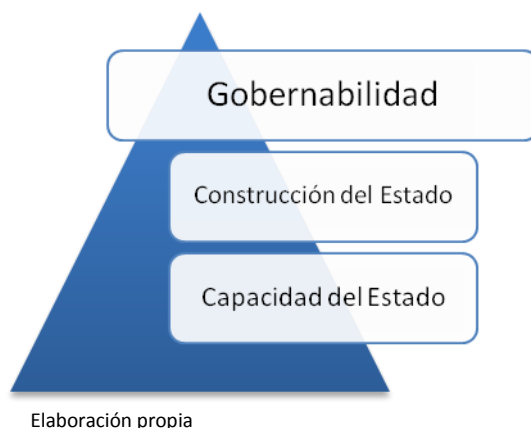 Gobernabilidad
Construcción del Estado
Capacidad del Estado
Elaboración propia